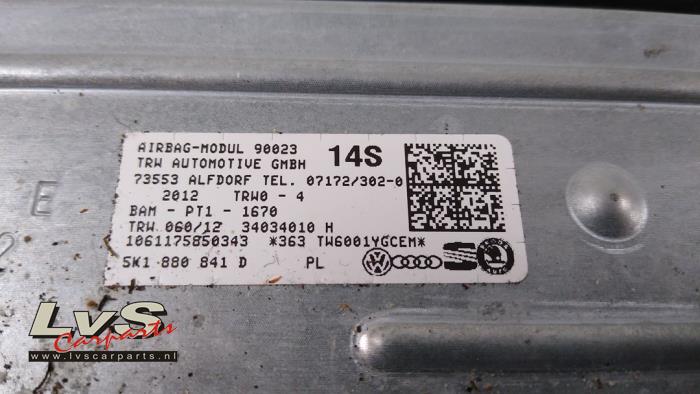 AIRBAG-MODUL 90023
14S
TRW AUTOMOTIVE GMBH
73553 ALFDORF TEL. 07172/302-0
2012 TRW0 - 4
BAM - PT1 - 1670
TRW 060/12 34034010 H
1061175850343 *363 TW6001YGCEM*
5K1 880 841 D PL
E
2
LvS
Carparts
www.lvscarparts.nl